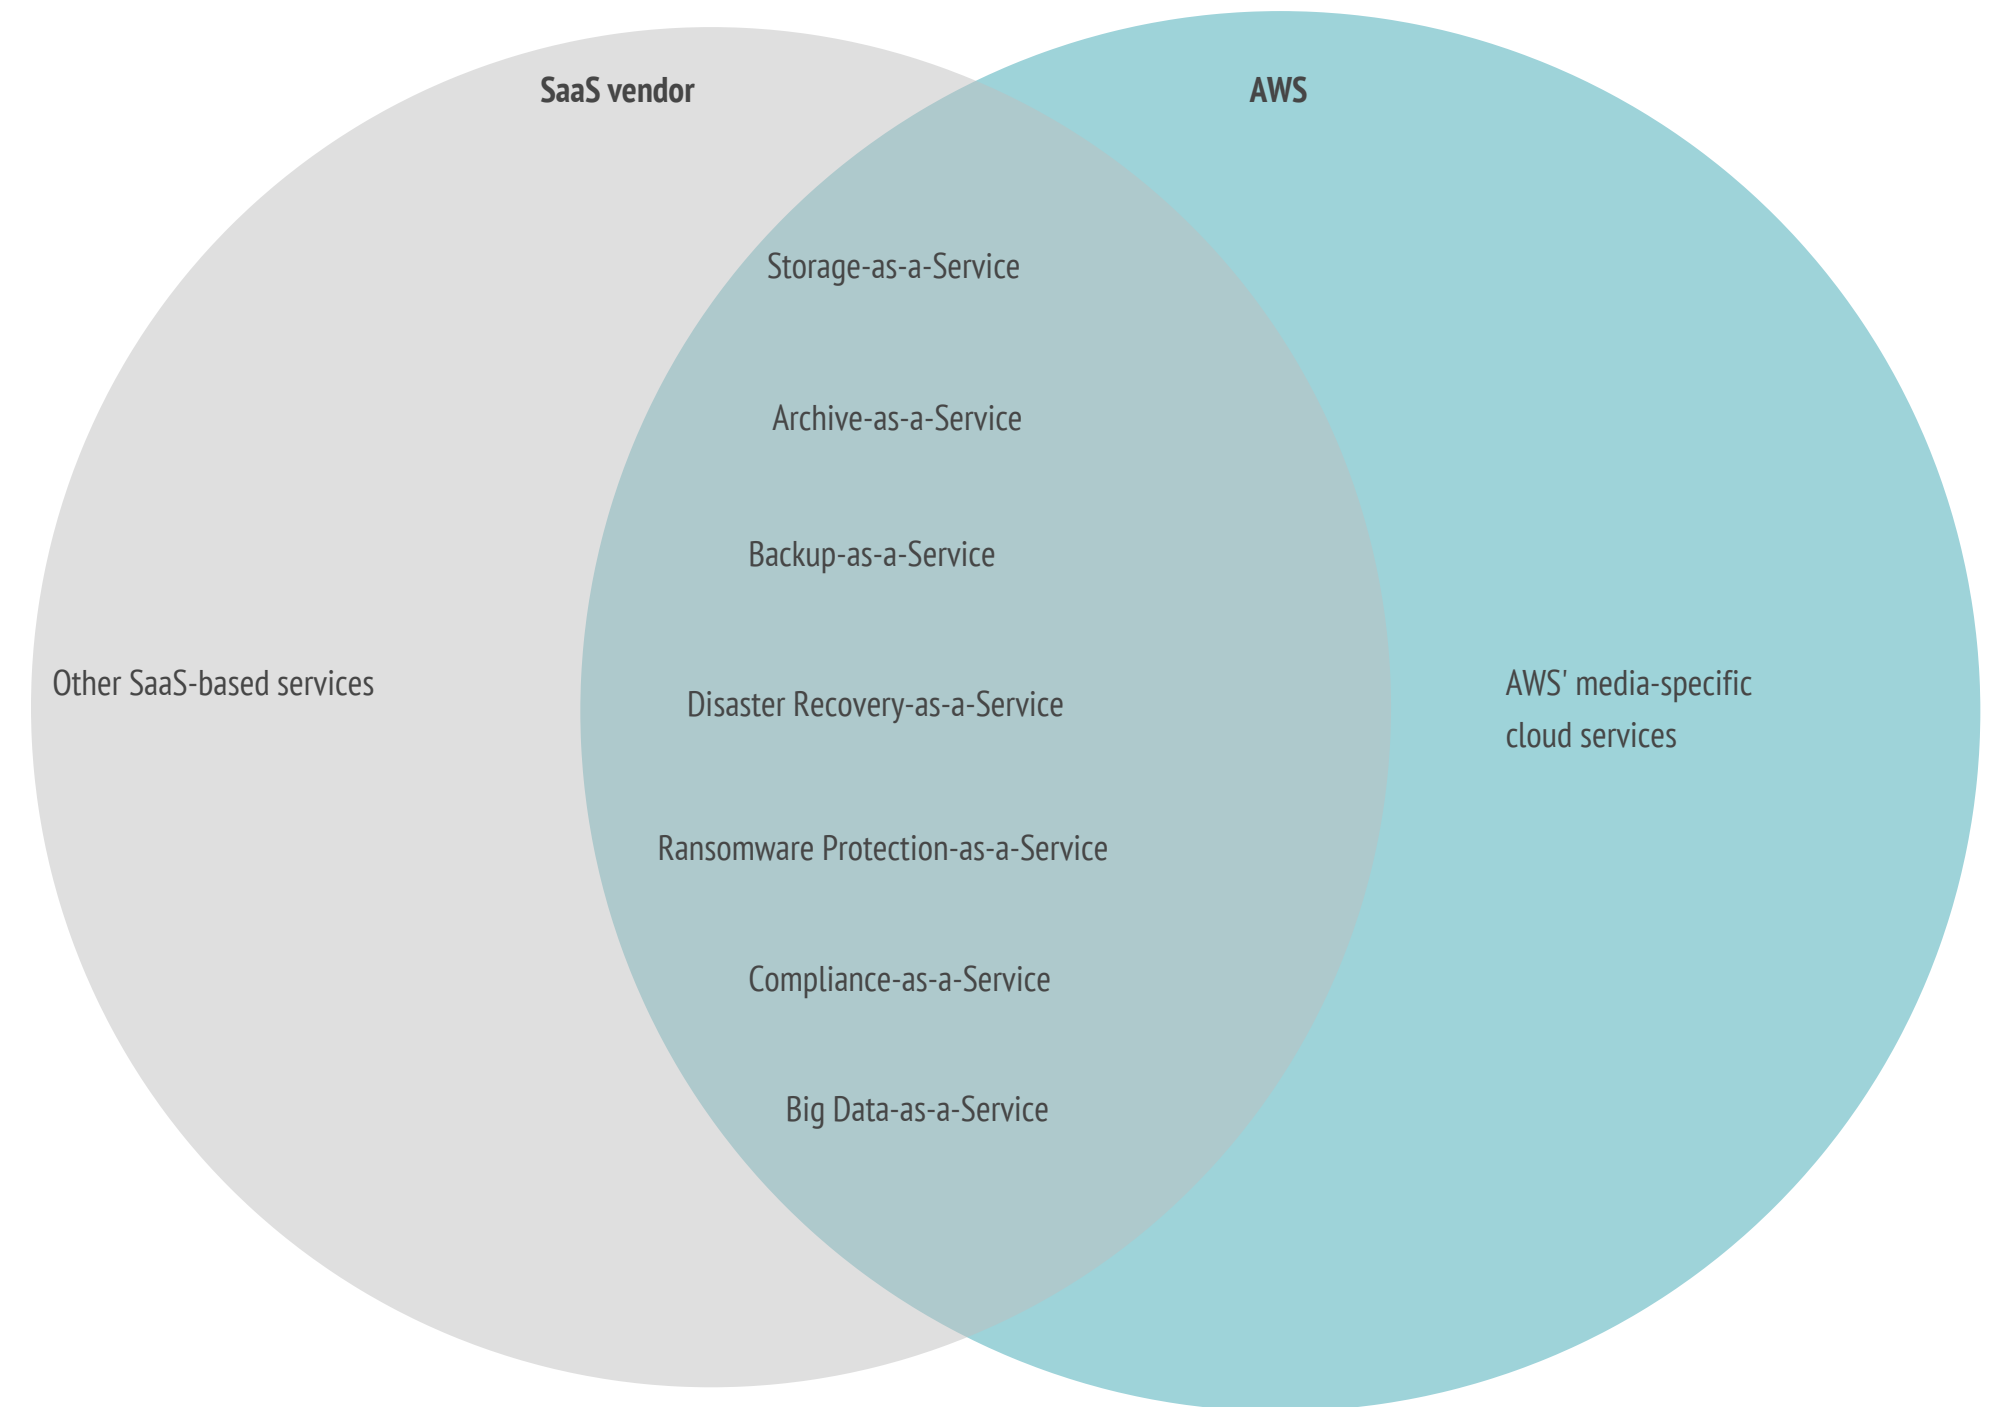 SaaS vendor
AWS
Storage-as-a-Service
Archive-as-a-Service
Backup-as-a-Service
Other SaaS-based services
AWS' media-specific
cloud services
Disaster Recovery-as-a-Service
Ransomware Protection-as-a-Service
Compliance-as-a-Service
Big Data-as-a-Service